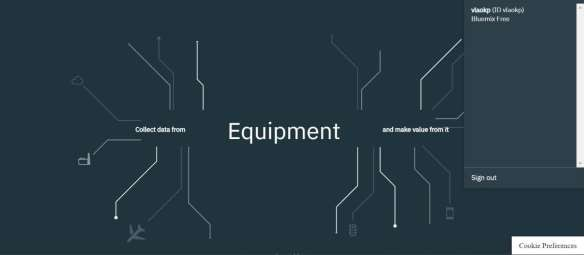 vlaokp (ID vlaokp)
Bluemix Free
Collect data from
Equipment
and make value from it
Sign out
Cookie Preferences